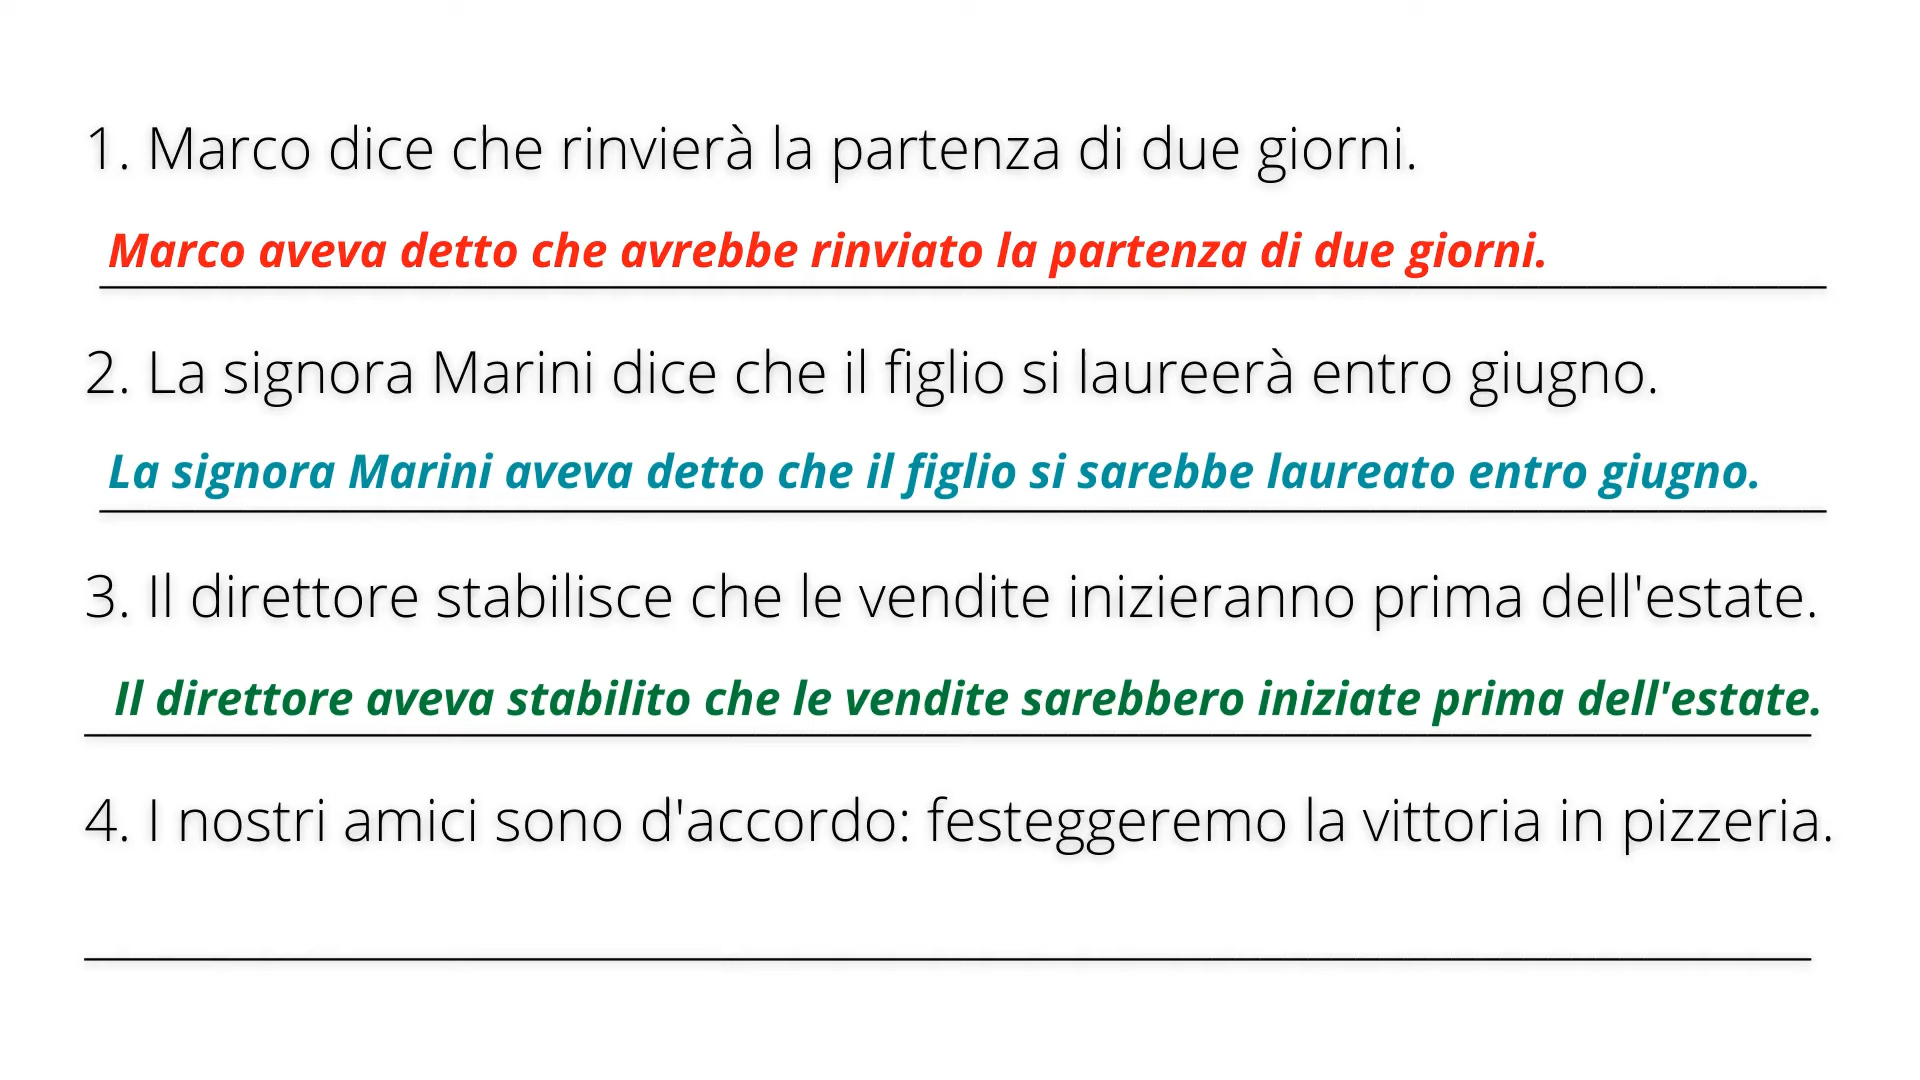 1. Marco dice che rinvierà la partenza di due giorni.
Marco aveva detto che avrebbe rinviato la partenza di due giorni.
2. La signora Marini dice che il figlio si laureerà entro giugno.
La signora Marini aveva detto che il figlio si sarebbe laureato entro giugno.
3. Il direttore stabilisce che le vendite inizieranno prima dell'estate.
Il direttore aveva stabilito che le vendite sarebbero iniziate prima dell'estate.
4. I nostri amici sono d'accordo: festeggeremo la vittoria in pizzeria.